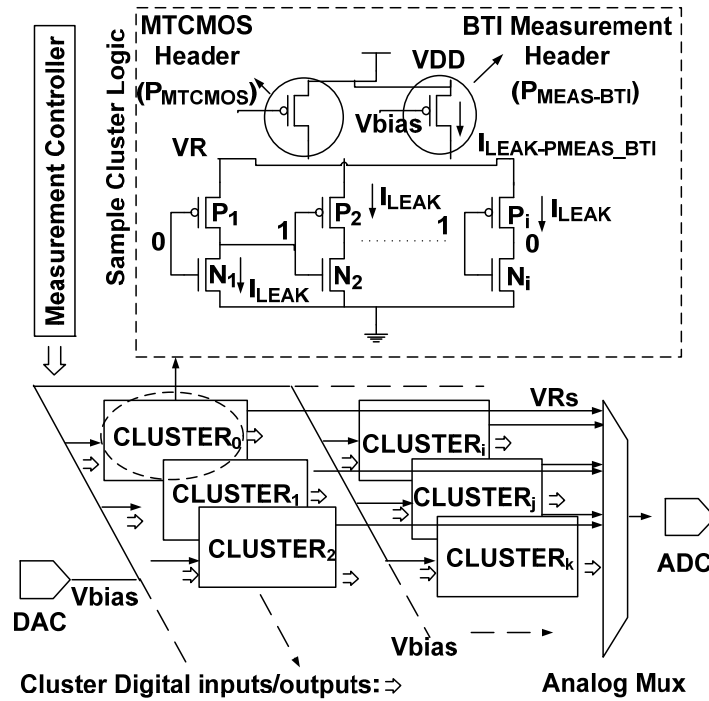 Measurement Controller
Sample Cluster Logic
MTCMOS
Header
(PMTCMOS)
BTI Measurement
Header
(PMEAS-BTI)
VDD
Vbias
ILEAK-PMEAS_BTI
VR
P1
P2
Pi
ILEAK
ILEAK
0
1
1
0
N1
N2
Ni
ILEAK
VRs
CLUSTER0
CLUSTERi
CLUSTER1
CLUSTERj
CLUSTER2
CLUSTERk
ADC
DAC
Vbias
Vbias
Cluster Digital inputs/outputs:
Analog Mux